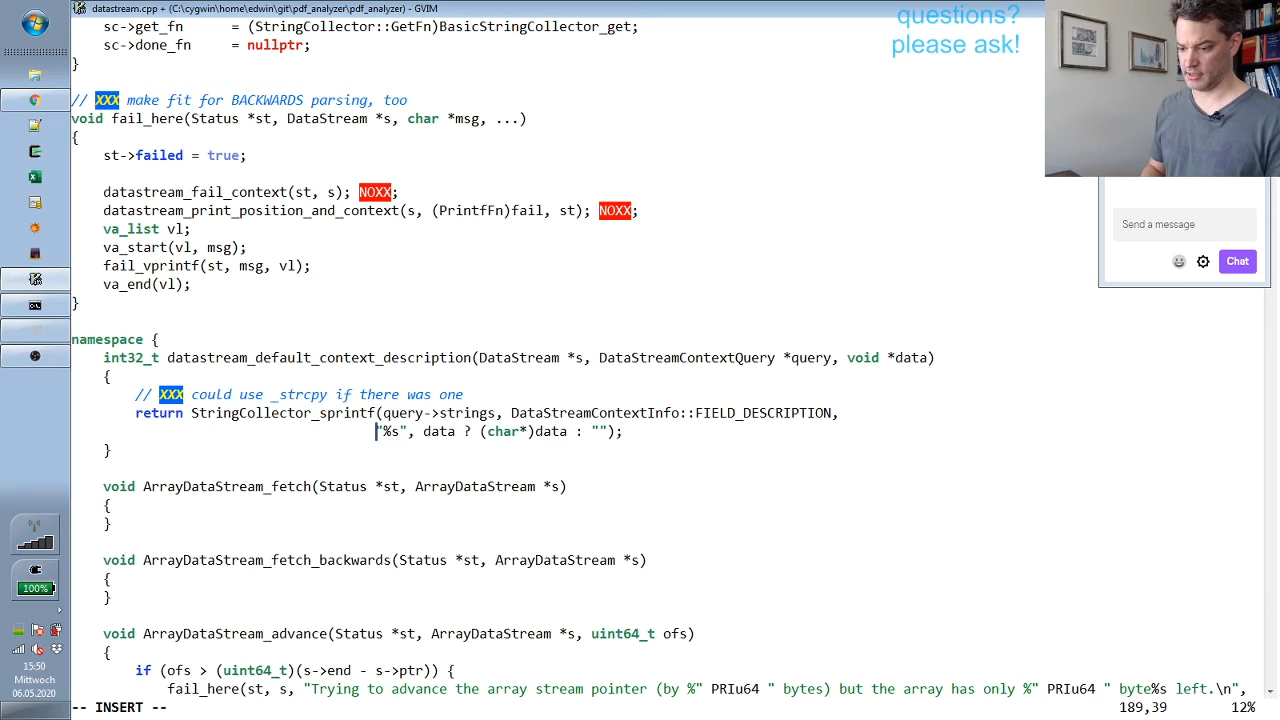 datastream.cpp + (C:\cygwin\home\edwin\git\pdf_analyzer\pdf_analyzer) - GVIM
sc->get_fn = (StringCollector::GetFn)BasicStringCollector_get;
sc->done_fn = nullptr;
}
// XXX make fit for BACKWARDS parsing, too
void fail_here(Status *st, DataStream *s, char *msg, ...)
{
st->failed = true;
datastream_fail_context(st, s); NOXX;
datastream_print_position_and_context(s, (PrintfFn)fail, st); NOXX;
va_list vl;
va_start(vl, msg);
fail_vprintf(st, msg, vl);
va_end(vl);
}
namespace {
int32_t datastream_default_context_description(DataStream *s, DataStreamContextQuery *query, void *data)
{
// XXX could use _strcpy if there was one
return StringCollector_sprintf(query->strings, DataStreamContextInfo::FIELD_DESCRIPTION,
"%s", data ? (char*)data : "");
}
void ArrayDataStream_fetch(Status *st, ArrayDataStream *s)
{
}
void ArrayDataStream_fetch_backwards(Status *st, ArrayDataStream *s)
{
}
void ArrayDataStream_advance(Status *st, ArrayDataStream *s, uint64_t ofs)
{
if (ofs > (uint64_t)(s->end - s->ptr)) {
fail_here(st, s, "Trying to advance the array stream pointer (by %" PRIu64 " bytes) but the array has only %" PRIu64 " byte%s left.\n",
-- INSERT -- 189,39 12%
questions?
please ask!
Send a message
Chat
100%
15:50
Mittwoch
06.05.2020